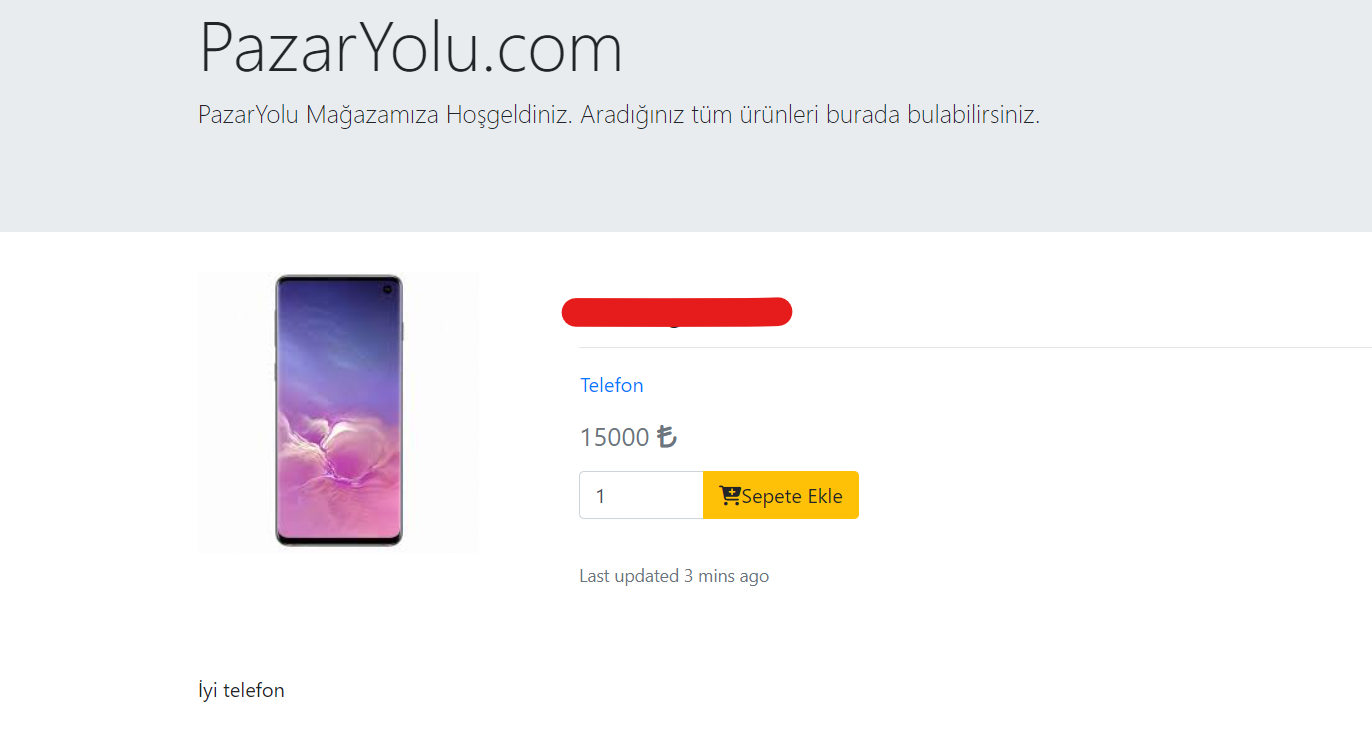 PazarYolu.com
PazarYolu Mağazamıza Hoşgeldiniz. Aradığınız tüm ürünleri burada bulabilirsiniz.
Telefon
15000 ₺
1
Sepete Ekle
Last updated 3 mins ago
İyi telefon